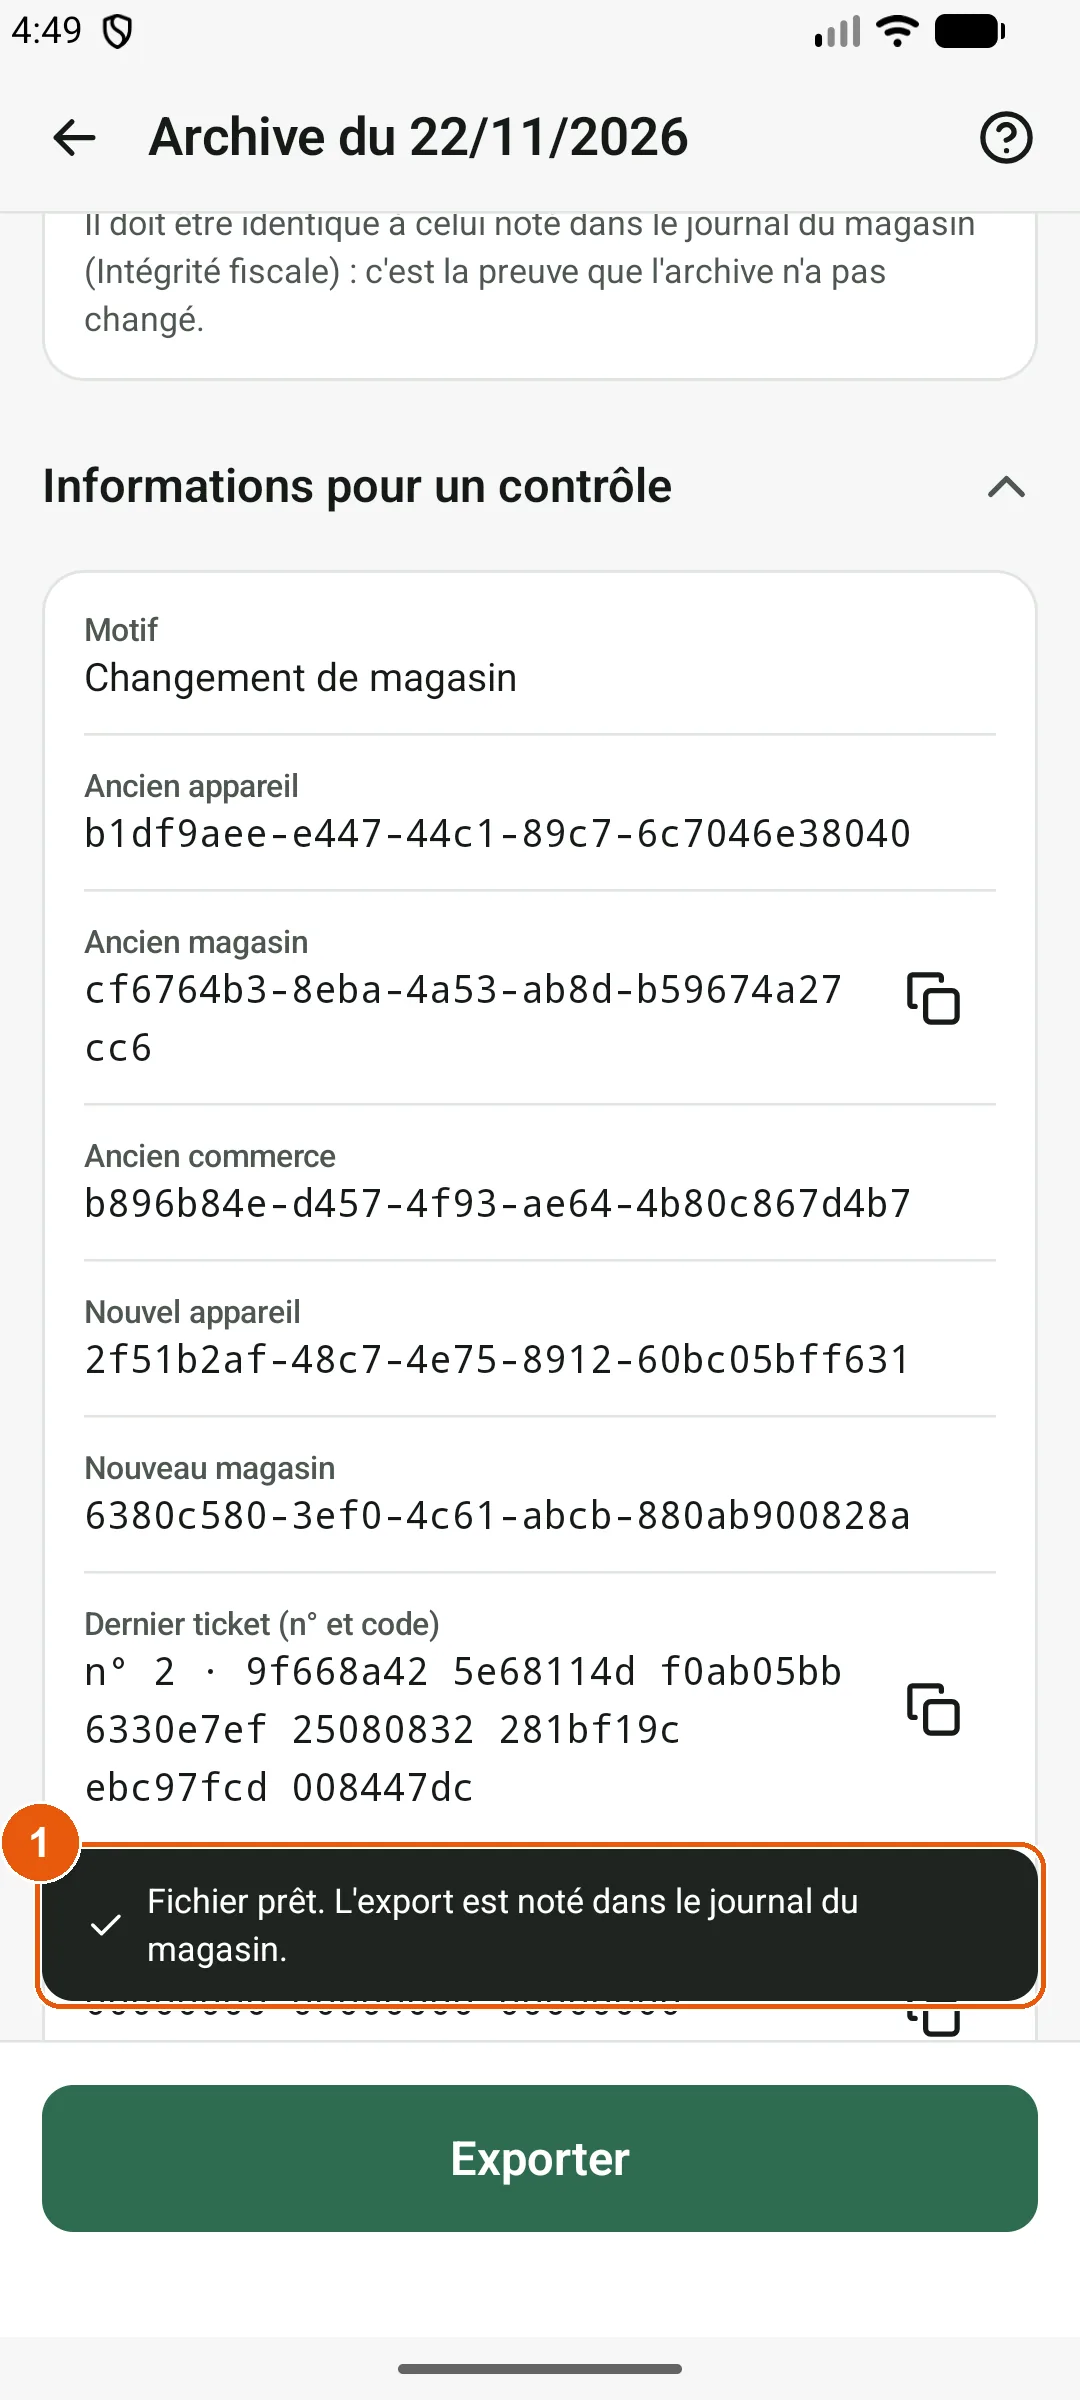 4:49
Archive du 22/11/2026
Il doit être identique à celui noté dans le journal du magasin
(Intégrité fiscale) : c'est la preuve que l'archive n'a pas
changé.
Informations pour un contrôle
Motif
Changement de magasin
Ancien appareil
b1df9aee-e447-44c1-89c7-6c7046e38040
Ancien magasin
cf6764b3-8eba-4a53-ab8d-b59674a27
cc6
Ancien commerce
b896b84e-d457-4f93-ae64-4b80c867d4b7
Nouvel appareil
2f51b2af-48c7-4e75-8912-60bc05bff631
Nouveau magasin
6380c580-3ef0-4c61-abcb-880ab900828a
Dernier ticket (n° et code)
n° 2 · 9f668a42 5e68114d f0ab05bb
6330e7ef 25080832 281bf19c
ebc97fcd 008447dc
1
Fichier prêt. L'export est noté dans le journal du
magasin.
Exporter